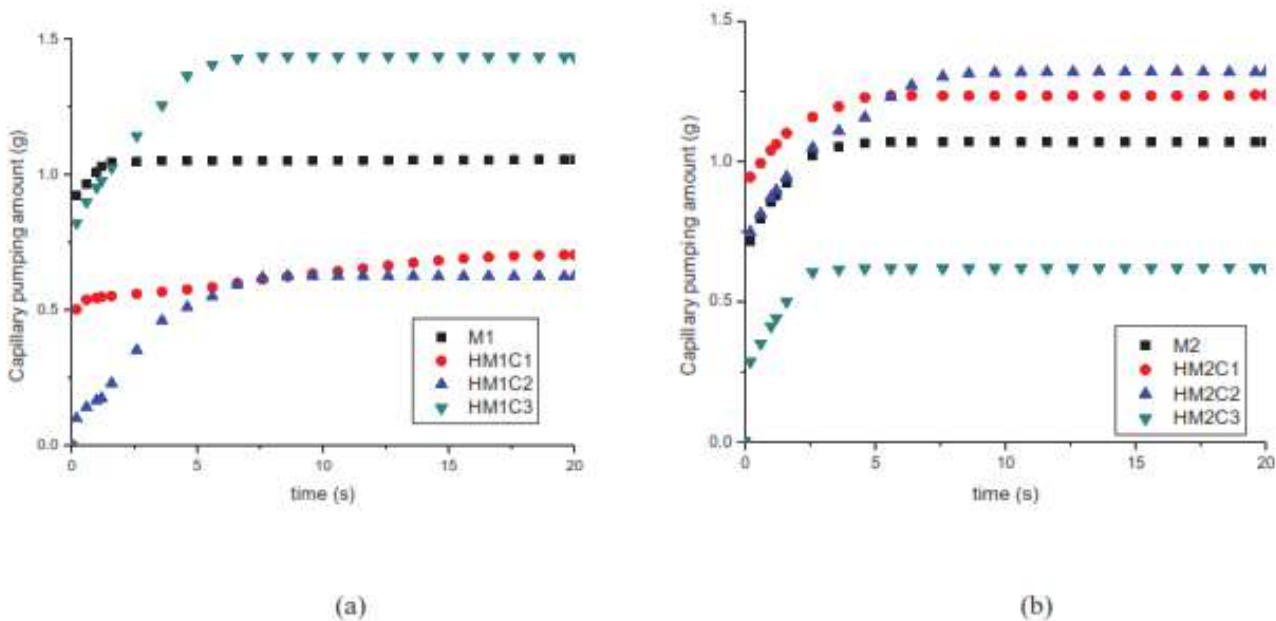 Capillary pumping amount (g)
1.5
1.0
0.5
0.0
0
5
10
15
20
time (s)
M1
HM1C1
HM1C2
HM1C3
(a)
Capillary pumping amount (g)
1.5
1.0
0.5
0.0
0
5
10
15
20
time (s)
M2
HM2C1
HM2C2
HM2C3
(b)